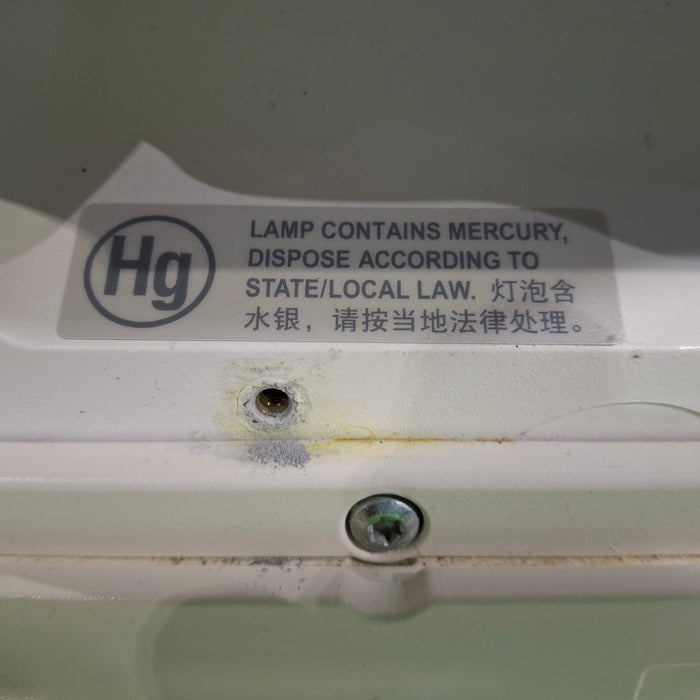 Hg
LAMP CONTAINS MERCURY,
DISPOSE ACCORDING TO
STATE/LOCAL LAW. 灯泡含
水银，请按当地法律处理。